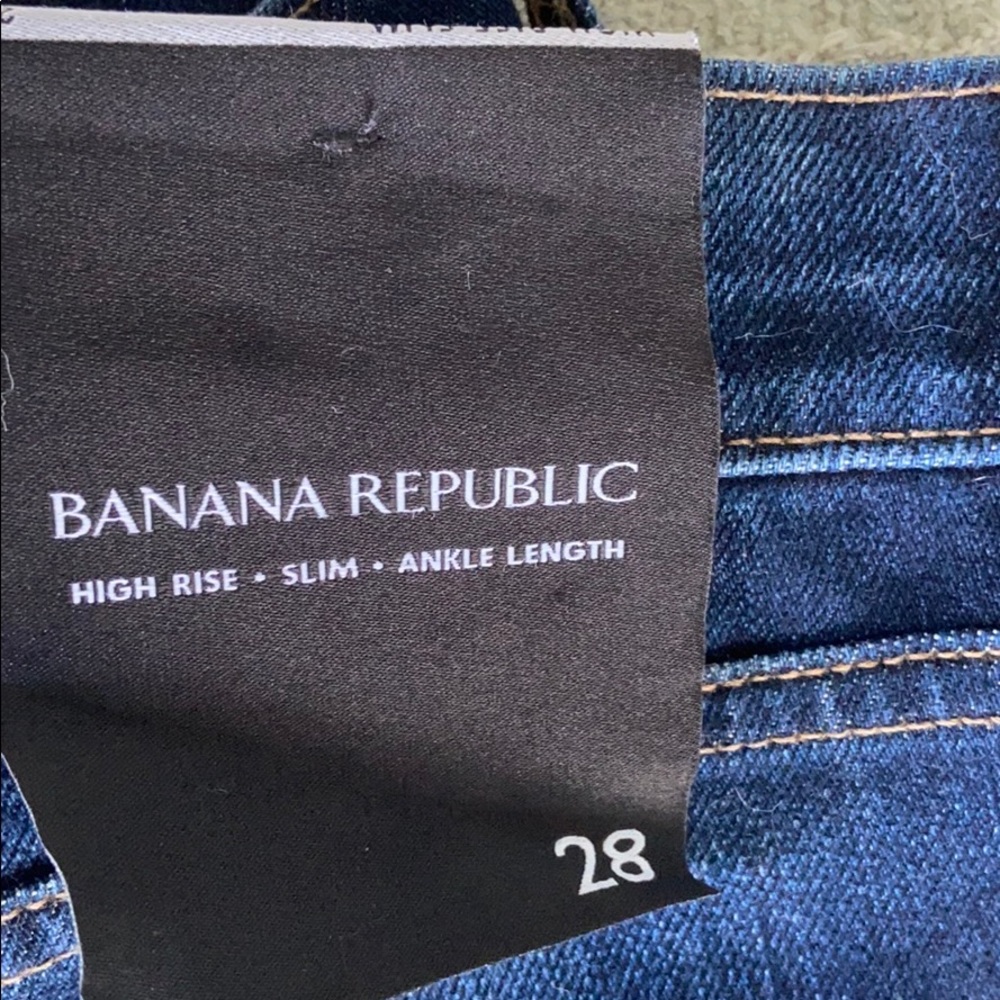 BANANA REPUBLIC
HIGH RISE • SLIM • ANKLE LENGTH
28